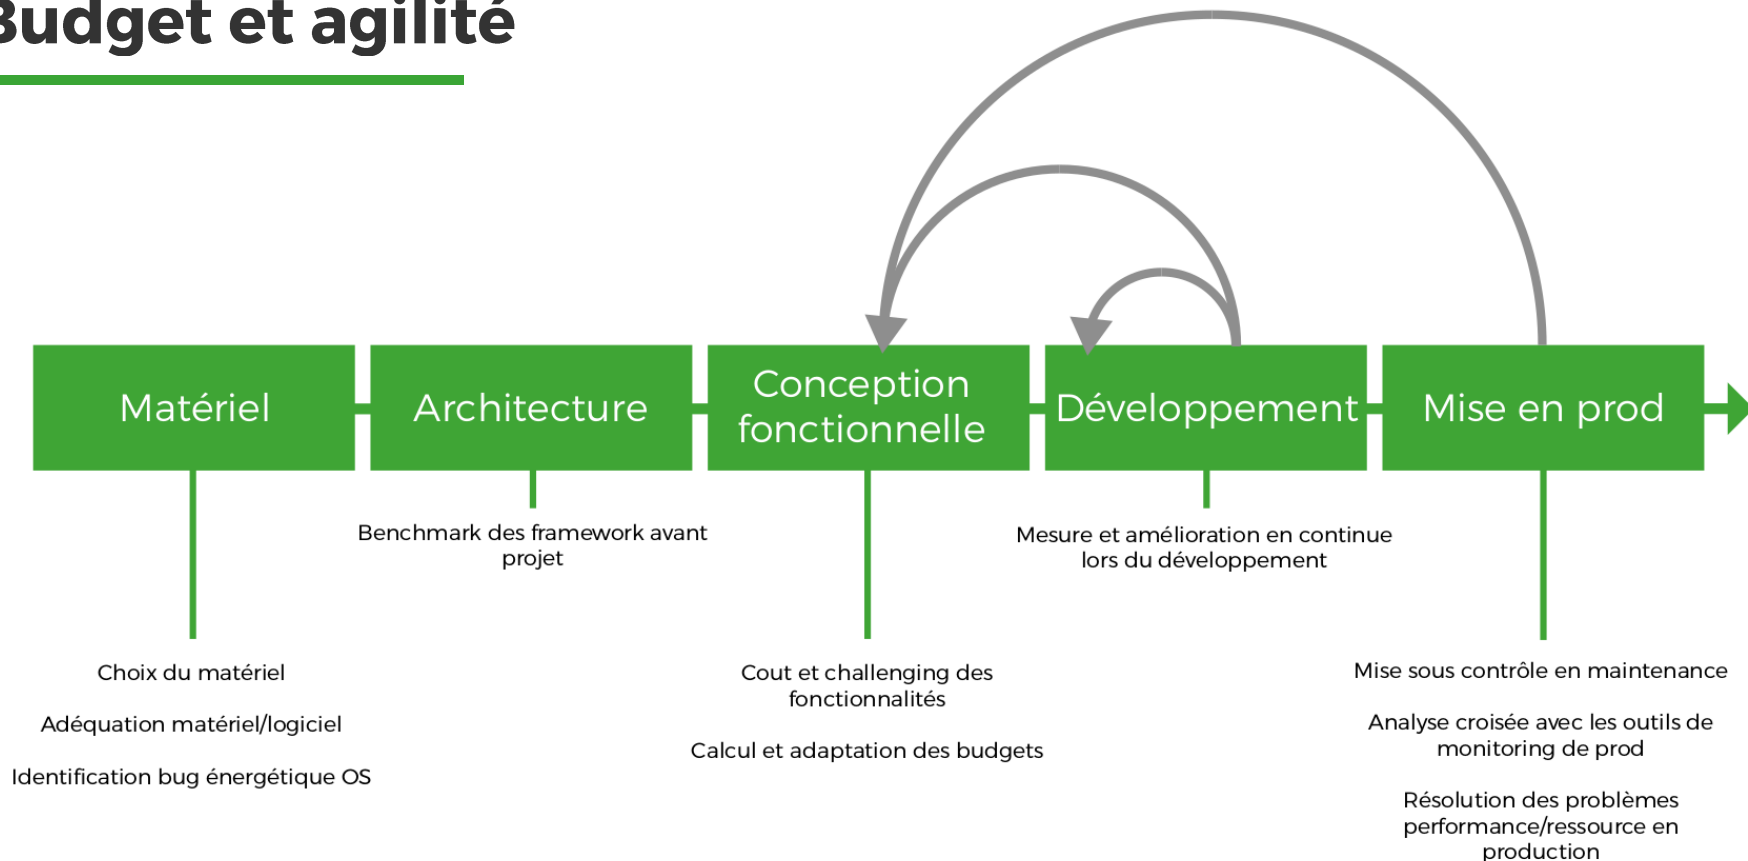 Budget et agilité
Matériel
Architecture
Conception
fonctionnelle
Développement
Mise en prod
Benchmark des framework avant
projet
Mesure et amélioration en continue
lors du développement
Choix du matériel
Adéquation matériel/logiciel
Identification bug énergétique OS
Cout et challenging des
fonctionnalités
Calcul et adaptation des budgets
Mise sous contrôle en maintenance
Analyse croisée avec les outils de
monitoring de prod
Résolution des problèmes
performance/ressource en
production